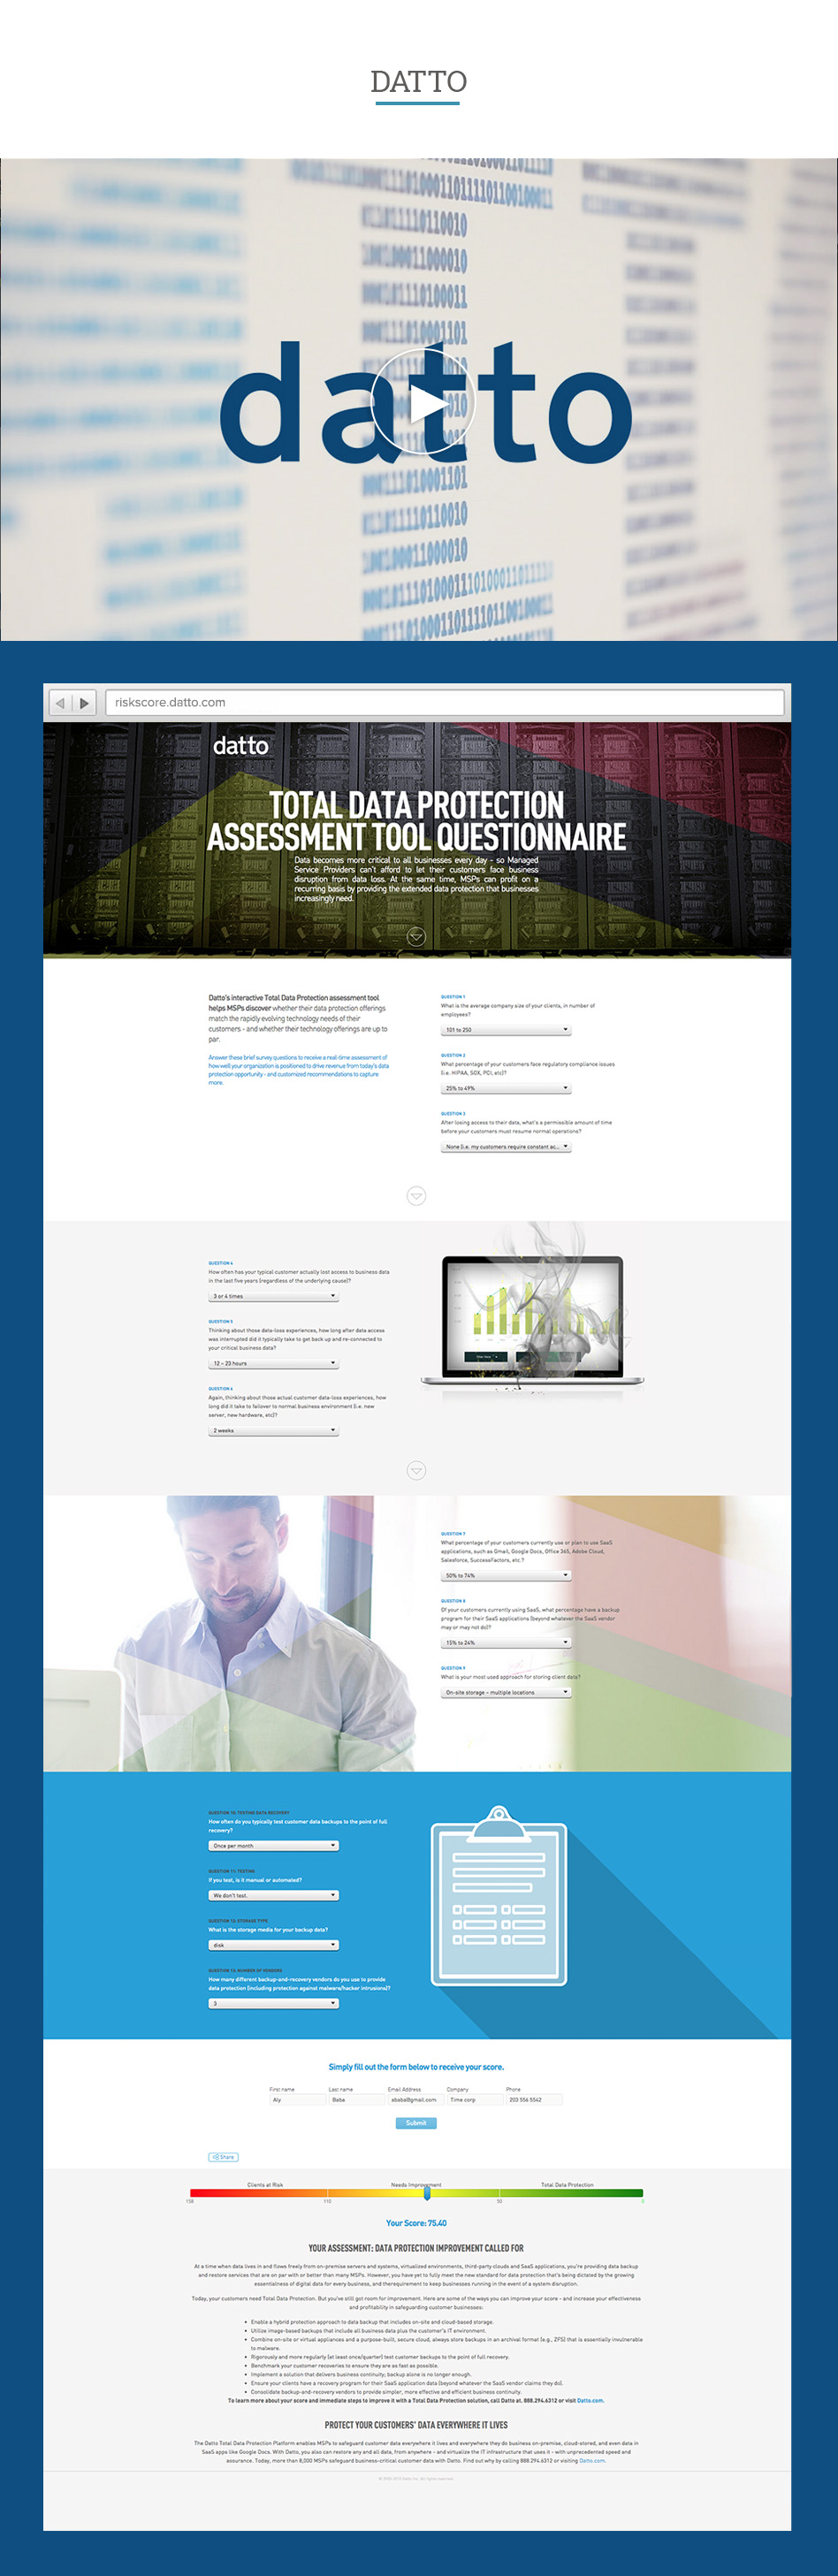 DATTO
datto
riskscore.datto.com
datto
TOTAL DATA PROTECTION
ASSESSMENT TOOL QUESTIONNAIRE
Data becomes more critical to all businesses every day - so Managed
Service Providers can't afford to let their customers face business
disruption from data loss. At the same time, MSPs can profit on a
recurring basis by providing the extended data protection that businesses
increasingly need.
Datto's interactive Total Data Protection assessment tool
helps MSPs discover whether their data protection offerings
match the rapidly evolving technology needs of their
customers - and whether their technology offerings are up to
par.
Answer these brief survey questions to receive a real-time assessment of
how well your organization is positioned to drive revenue from today's data
protection opportunity - and customized recommendations to capture
more.
QUESTION 1
What is the average company size of your clients, in number of
employees?
101 to 250
QUESTION 2
What percentage of your customers face regulatory compliance issues
(i.e. HIPAA, SOX, PCI, etc)?
25% to 49%
QUESTION 3
After losing access to their data, what's a permissible amount of time
before your customers must resume normal operations?
None (i.e. my customers require constant ac...
QUESTION 4
How often has your typical customer actually lost access to business data
in the last five years (regardless of the underlying cause)?
3 or 4 times
QUESTION 5
Thinking about those data-loss experiences, how long after data access
was interrupted did it typically take to get back up and re-connected to
your critical business data?
12 – 23 hours
QUESTION 6
Again, thinking about those actual customer data-loss experiences, how
long did it take to failover to normal business environment (i.e. new
server, new hardware, etc)?
2 weeks
QUESTION 7
What percentage of your customers currently use or plan to use SaaS
applications, such as Gmail, Google Docs, Office 365, Adobe Cloud,
Salesforce, SuccessFactors, etc.?
50% to 74%
QUESTION 8
Of your customers currently using SaaS, what percentage have a backup
program for their SaaS applications (beyond whatever the SaaS vendor
may or may not do)?
15% to 24%
QUESTION 9
What is your most used approach for storing client data?
On-site storage – multiple locations
QUESTION 10: TESTING DATA RECOVERY
How often do you typically test customer data backups to the point of full
recovery?
Once per month
QUESTION 11: TESTING
If you test, is it manual or automated?
We don't test.
QUESTION 12: STORAGE TYPE
What is the storage media for your backup data?
disk
QUESTION 13: NUMBER OF VENDORS
How many different backup-and-recovery vendors do you use to provide
data protection (including protection against malware/hacker intrusions)?
3
Simply fill out the form below to receive your score.
First name Last name Email Address Company Phone
Aly Baba ababa@gmail.com Time corp 203 556 5542
Submit
Share
Clients at Risk Needs Improvement Total Data Protection
158 110 50 0
Your Score: 75.40
YOUR ASSESSMENT: DATA PROTECTION IMPROVEMENT CALLED FOR
At a time when data lives in and flows freely from on-premise servers and systems, virtualized environments, third-party clouds and SaaS applications, you're providing data backup
and restore services that are on par with or better than many MSPs. However, you have yet to fully meet the new standard for data protection that's being dictated by the growing
essentialness of digital data for every business, and therequirement to keep businesses running in the event of a system disruption.
Today, your customers need Total Data Protection. But you've still got room for improvement. Here are some of the ways you can improve your score - and increase your effectiveness
and profitability in safeguarding customer businesses:
• Enable a hybrid protection approach to data backup that includes on-site and cloud-based storage.
• Utilize image-based backups that include all business data plus the customer's IT environment.
• Combine on-site or virtual appliances and a purpose-built, secure cloud, always store backups in an archival format (e.g., ZFS) that is essentially invulnerable
to malware.
• Rigorously and more regularly (at least once/quarter) test customer backups to the point of full recovery.
• Benchmark your customer recoveries to ensure they are as fast as possible.
• Implement a solution that delivers business continuity; backup alone is no longer enough.
• Ensure your clients have a recovery program for their SaaS application data (beyond whatever the SaaS vendor claims they do).
• Consolidate backup-and-recovery vendors to provide simpler, more effective and efficient business continuity.
To learn more about your score and immediate steps to improve it with a Total Data Protection solution, call Datto at. 888.294.6312 or visit Datto.com.
PROTECT YOUR CUSTOMERS' DATA EVERYWHERE IT LIVES
The Datto Total Data Protection Platform enables MSPs to safeguard customer data everywhere it lives and everywhere they do business on-premise, cloud-stored, and even data in
SaaS apps like Google Docs. With Datto, you also can restore any and all data, from anywhere - and virtualize the IT infrastructure that uses it - with unprecedented speed and
assurance. Today, more than 8,000 MSPs safeguard business-critical customer data with Datto. Find out why by calling 888.294.6312 or visiting Datto.com.